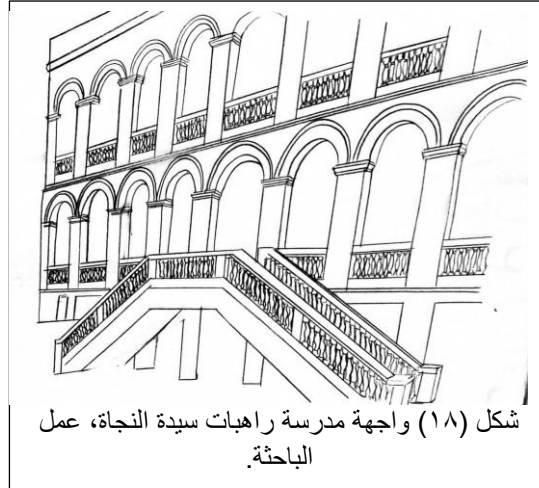 شكل (١٨) واجهة مدرسة راهبات سيدة النجاة، عمل
الباحثة.